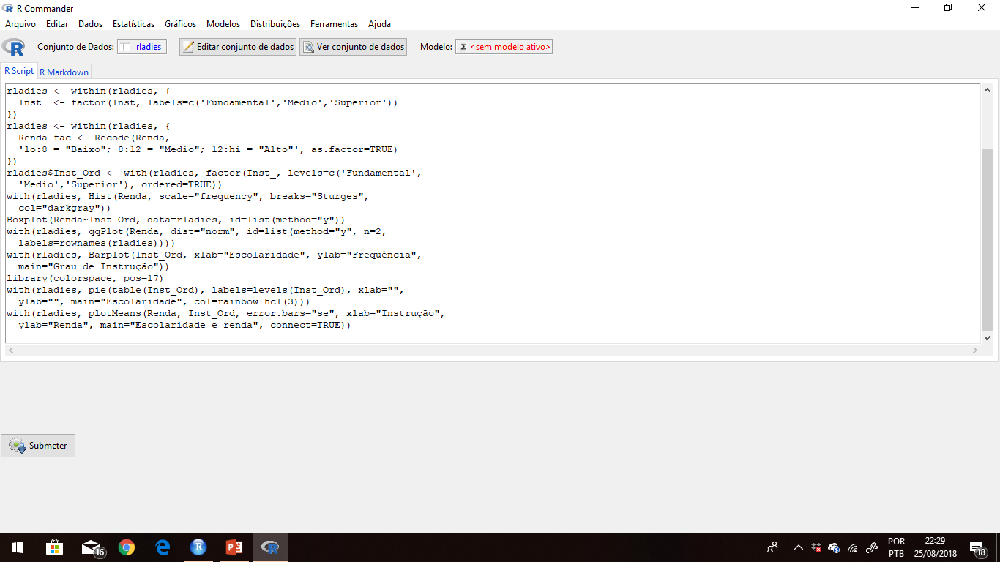 R Commander
Arquivo Editar Dados Estatísticas Gráficos Modelos Distribuições Ferramentas Ajuda
R Conjunto de Dados: rladies Editar conjunto de dados Ver conjunto de dados Modelo: Σ <sem modelo ativo>
R Script R Markdown
rladies <- within(rladies, {
  Inst_ <- factor(Inst, labels=c('Fundamental','Medio','Superior'))
})
rladies <- within(rladies, {
  Renda_fac <- Recode(Renda,
  'lo:8 = "Baixo"; 8:12 = "Medio"; 12:hi = "Alto"', as.factor=TRUE)
})
rladies$Inst_Ord <- with(rladies, factor(Inst_, levels=c('Fundamental',
  'Medio','Superior'), ordered=TRUE))
with(rladies, Hist(Renda, scale="frequency", breaks="Sturges",
  col="darkgray"))
Boxplot(Renda~Inst_Ord, data=rladies, id=list(method="y"))
with(rladies, qqPlot(Renda, dist="norm", id=list(method="y", n=2,
  labels=rownames(rladies))))
with(rladies, Barplot(Inst_Ord, xlab="Escolaridade", ylab="Frequência",
  main="Grau de Instrução"))
library(colorspace, pos=17)
with(rladies, pie(table(Inst_Ord), labels=levels(Inst_Ord), xlab="",
  ylab="", main="Escolaridade", col=rainbow_hcl(3)))
with(rladies, plotMeans(Renda, Inst_Ord, error.bars="se", xlab="Instrução",
  ylab="Renda", main="Escolaridade e renda", connect=TRUE))
Submeter
16
POR
PTB
22:29
25/08/2018
18